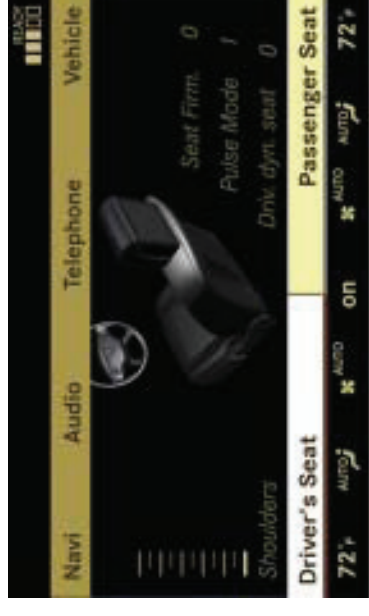 READY
Navi Audio Telephone Vehicle
Seat Firm. 0
Pulse Mode 1
Driv. dyn. seat 0
Shoulders
Driver's Seat Passenger Seat
72°F AUTO AUTO on AUTO AUTO 72°F